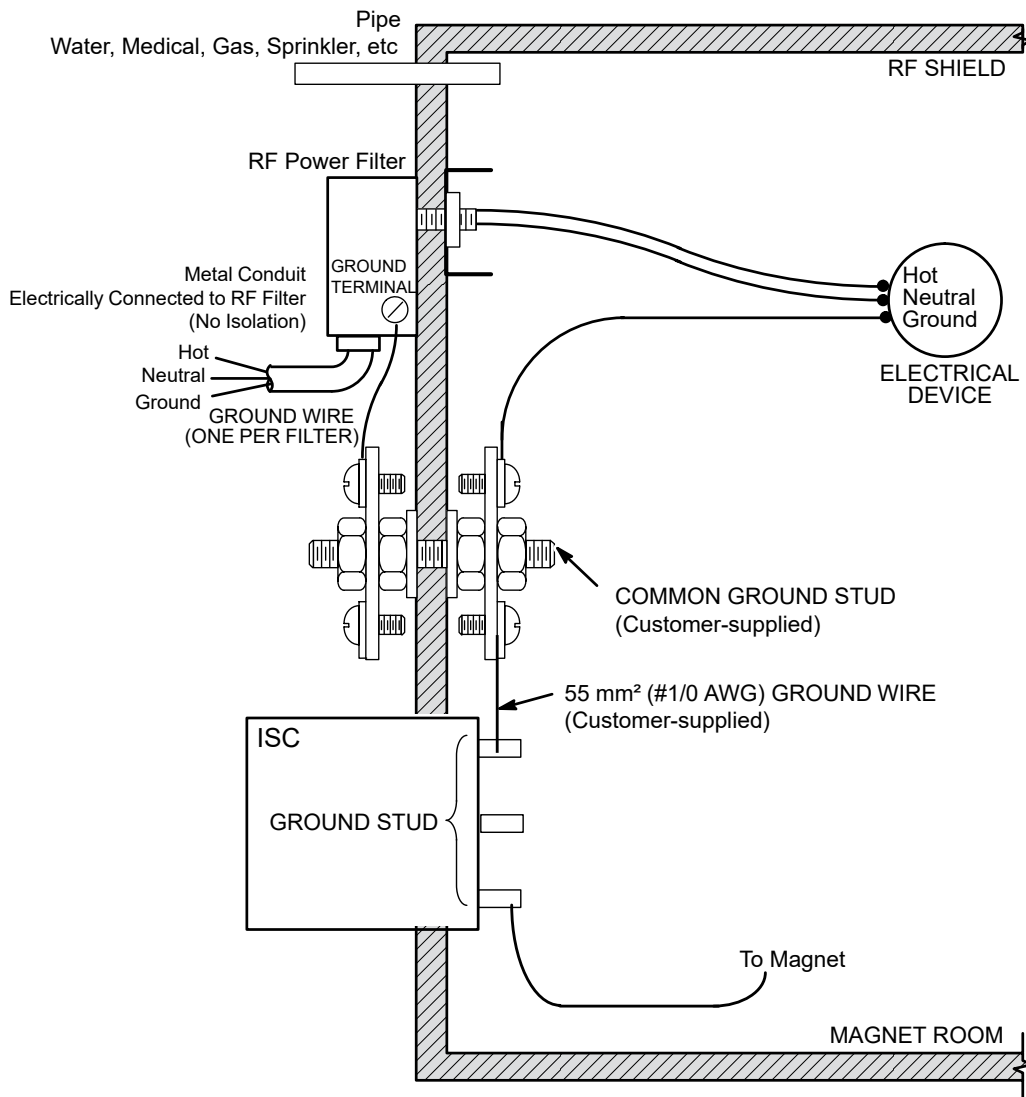 Pipe
Water, Medical, Gas, Sprinkler, etc
RF SHIELD
RF Power Filter
GROUND
TERMINAL
Metal Conduit
Electrically Connected to RF Filter
(No Isolation)
Hot
Neutral
Ground
Hot
Neutral
Ground
ELECTRICAL
DEVICE
GROUND WIRE
(ONE PER FILTER)
COMMON GROUND STUD
(Customer-supplied)
55 mm² (#1/0 AWG) GROUND WIRE
(Customer-supplied)
ISC
GROUND STUD
To Magnet
MAGNET ROOM